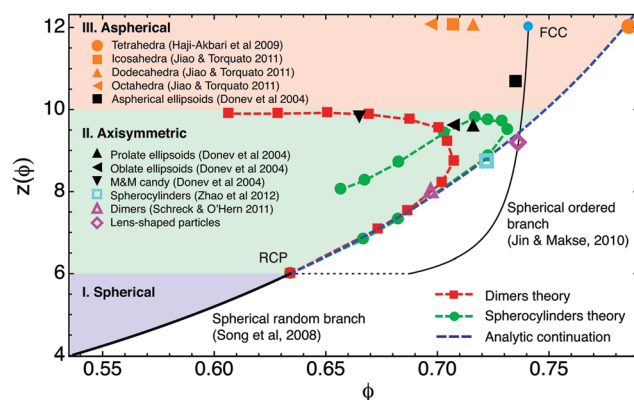 12
10
8
6
4
z(ϕ)
III. Aspherical
Tetrahedra (Haji-Akbari et al 2009)
Icosahedra (Jiao & Torquato 2011)
Dodecahedra (Jiao & Torquato 2011)
Octahedra (Jiao & Torquato 2011)
Aspherical ellipsoids (Donev et al 2004)
FCC
II. Axisymmetric
Prolate ellipsoids (Donev et al 2004)
Oblate ellipsoids (Donev et al 2004)
M&M candy (Donev et al 2004)
Spherocylinders (Zhao et al 2012)
Dimers (Schreck & O'Hern 2011)
Lens-shaped particles
RCP
Spherical ordered
branch
(Jin & Makse, 2010)
I. Spherical
Spherical random branch
(Song et al, 2008)
Dimers theory
Spherocylinders theory
Analytic continuation
0.55
0.60
0.65
0.70
0.75
ϕ